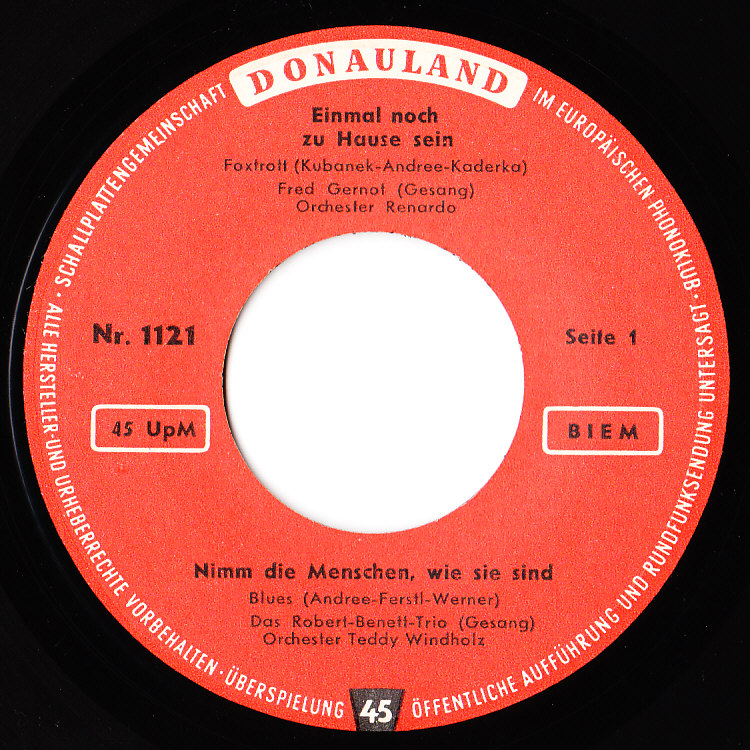 DONAULAND
SCHALLPLATTENGEMEINSCHAFT
IM EUROPÄISCHEN PHONOKLUB ·
Einmal noch
zu Hause sein
Foxtrott (Kubanek-Andree-Kaderka)
Fred Gernot (Gesang)
Orchester Renardo
Nr. 1121
Seite 1
45 UpM
BIEM
Nimm die Menschen, wie sie sind
Blues (Andree-Ferstl-Werner)
Das Robert-Benett-Trio (Gesang)
Orchester Teddy Windholz
· ALLE HERSTELLER-UND URHEBERRECHTE VORBEHALTEN · ÜBERSPIELUNG
45
ÖFFENTLICHE AUFFÜHRUNG UND RUNDFUNKSENDUNG UNTERSAGT ·